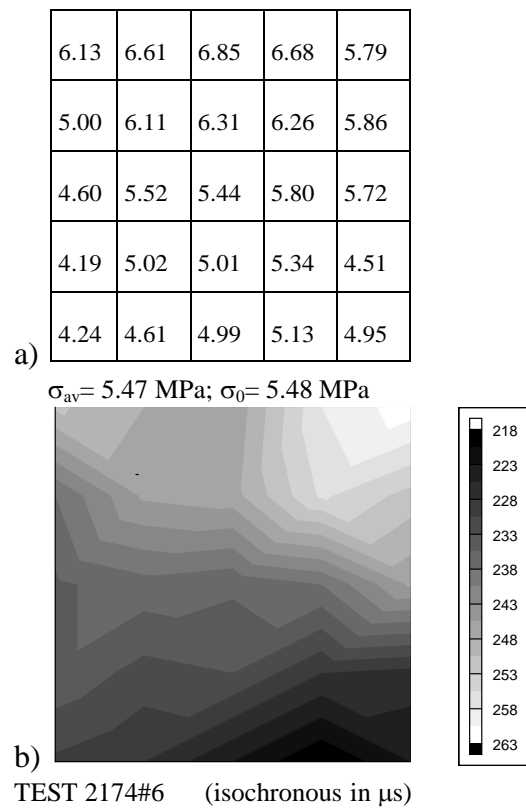 6.13 6.61 6.85 6.68 5.79
5.00 6.11 6.31 6.26 5.86
4.60 5.52 5.44 5.80 5.72
4.19 5.02 5.01 5.34 4.51
4.24 4.61 4.99 5.13 4.95
a)
σav= 5.47 MPa; σ0= 5.48 MPa
218
223
228
233
238
243
248
253
258
263
b)
TEST 2174#6 (isochronous in μs)